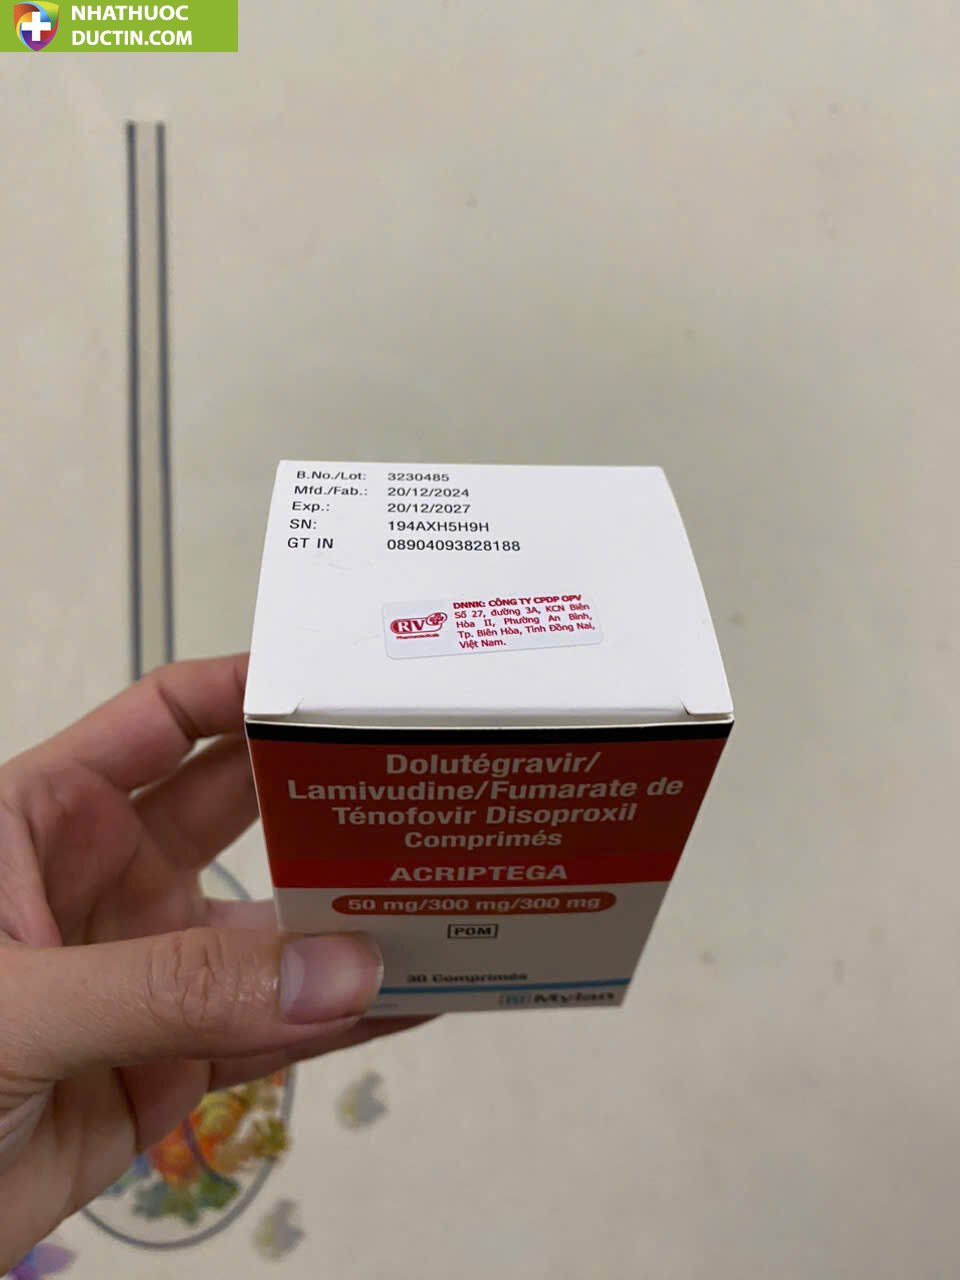 NHATHUOC
DUCTIN.COM
B.No./Lot: 3230485
Mfd./Fab.: 20/12/2024
Exp.: 20/12/2027
SN: 194AXH5H9H
GT IN 08904093828188
RV
Pharmaceuticals
DNNK: CÔNG TY CPDP OPV
Số 27, đường 3A, KCN Biên
Hòa II, Phường An Bình,
Tp. Biên Hòa, Tỉnh Đồng Nai,
Việt Nam.
Dolutégravir/
Lamivudine/Fumarate de
Ténofovir Disoproxil
Comprimés
ACRIPTEGA
50 mg/300 mg/300 mg
POM
30 Comprimés
Mylan